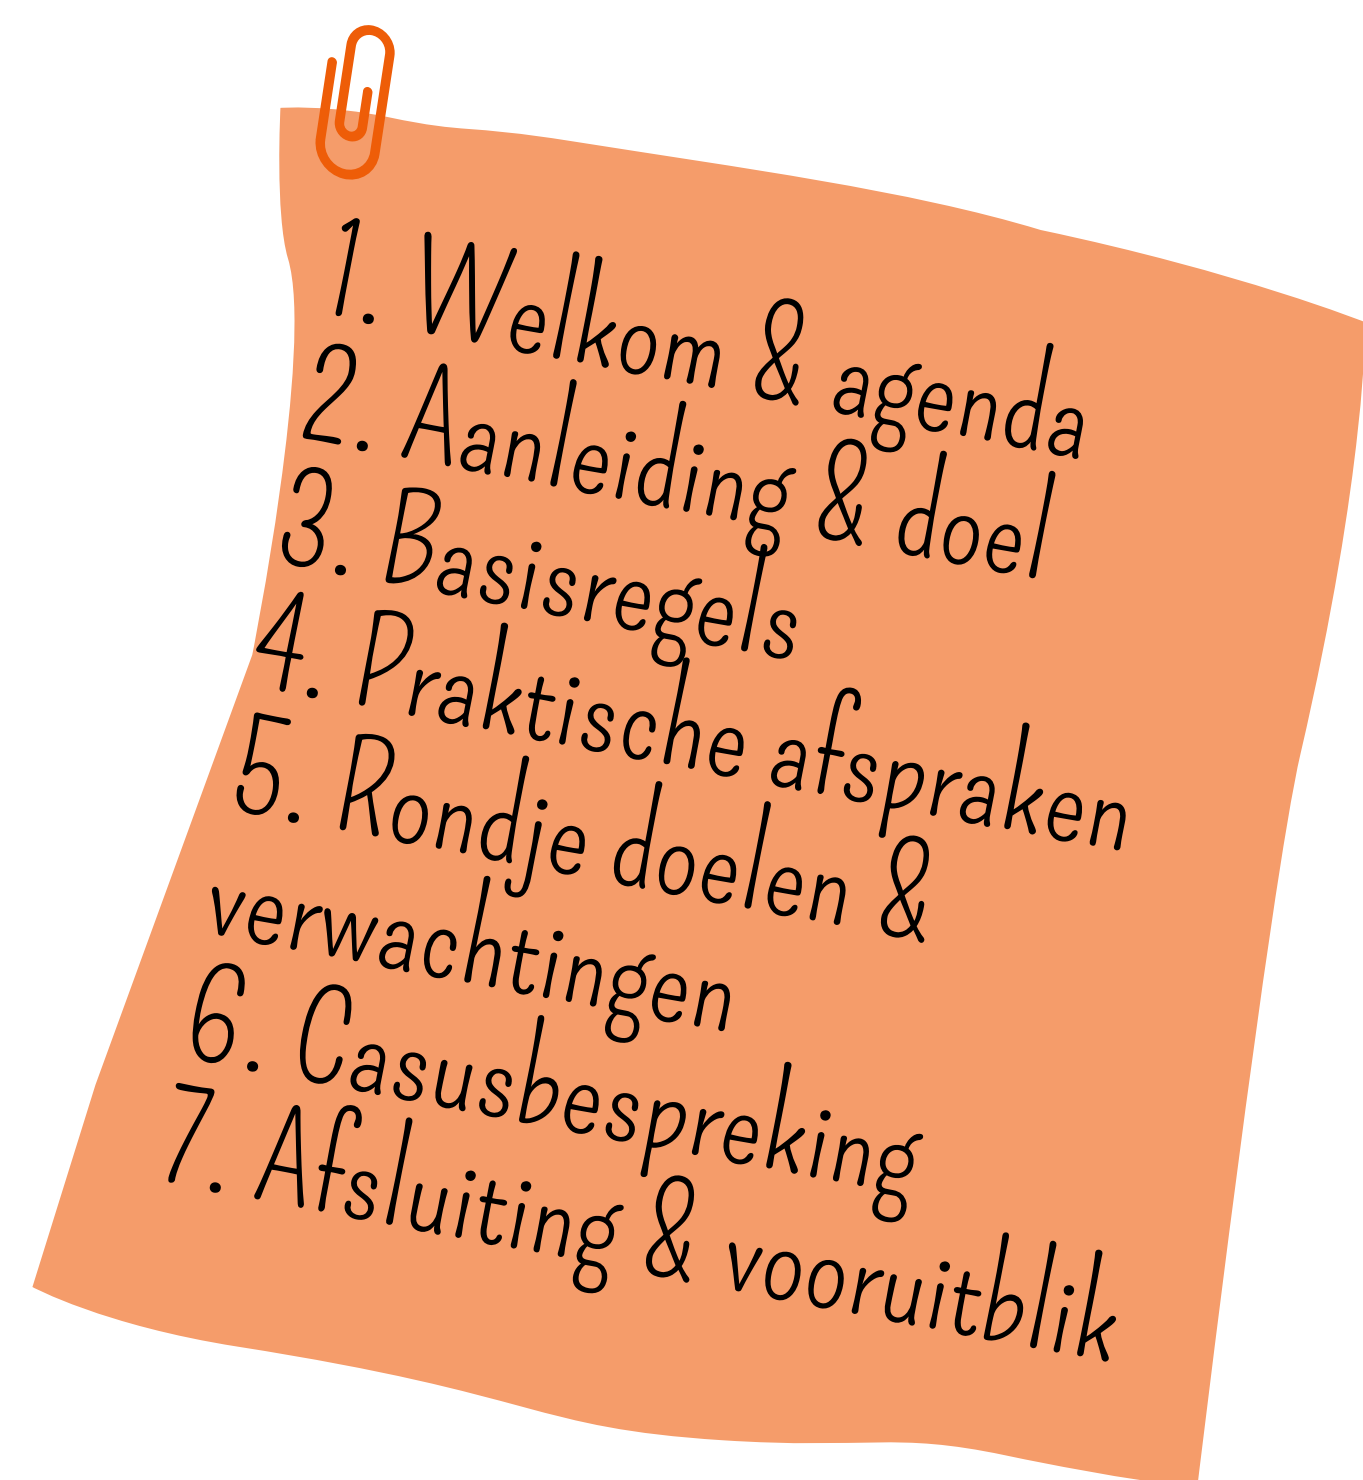 1. Welkom & agenda
2. Aanleiding & doel
3. Basisregels
4. Praktische afspraken
5. Rondje doelen &
verwachtingen
6. Casusbespreking
7. Afsluiting & vooruitblik